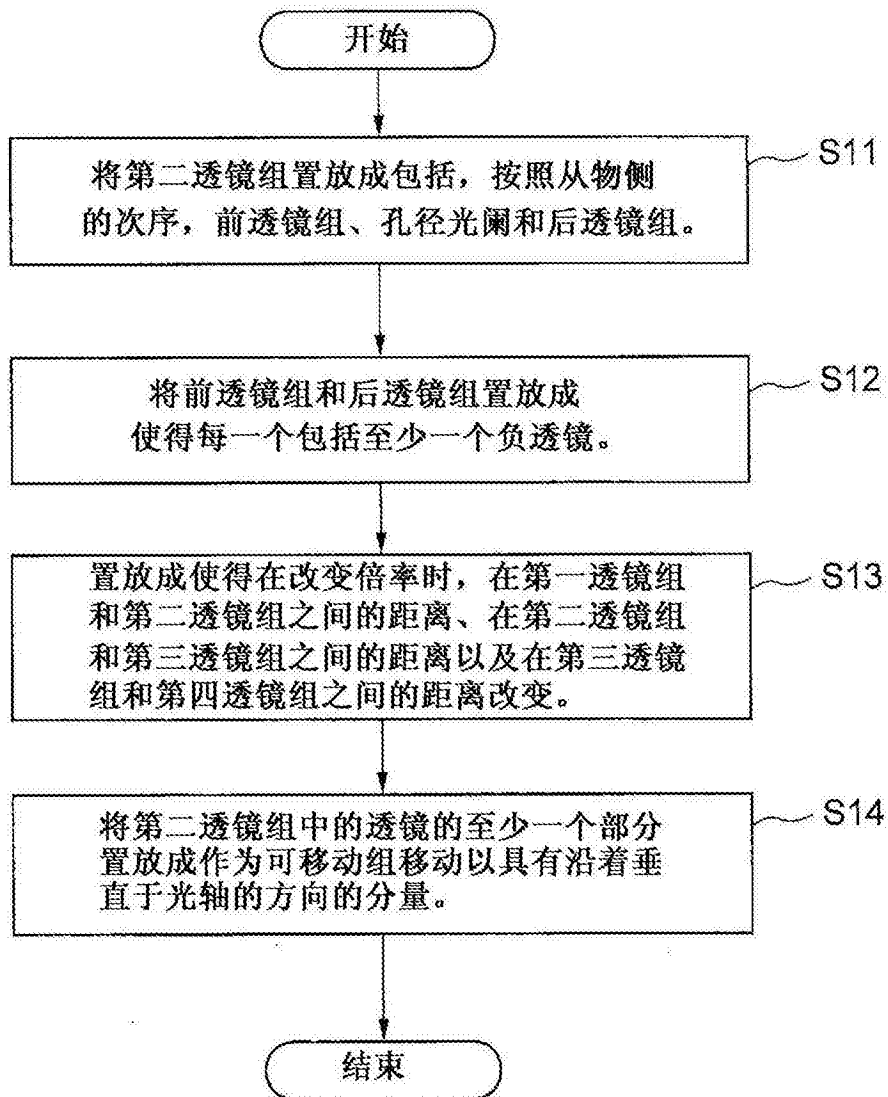 开始
S11
将第二透镜组置放成包括，按照从物侧
的次序，前透镜组、孔径光阑和后透镜组。
S12
将前透镜组和后透镜组置放成
使得每一个包括至少一个负透镜。
S13
置放成使得在改变倍率时，在第一透镜组
和第二透镜组之间的距离、在第二透镜组
和第三透镜组之间的距离以及在第三透镜
组和第四透镜组之间的距离改变。
S14
将第二透镜组中的透镜的至少一个部分
置放成作为可移动组移动以具有沿着垂
直于光轴的方向的分量。
结束